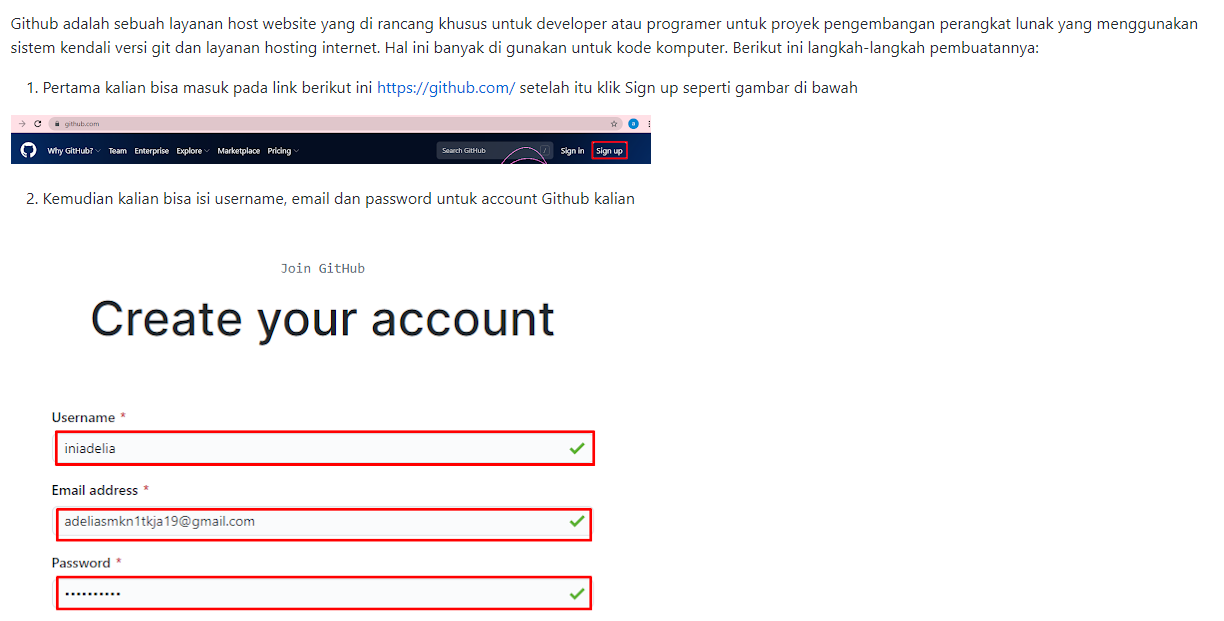 Github adalah sebuah layanan host website yang di rancang khusus untuk developer atau programer untuk proyek pengembangan perangkat lunak yang menggunakan
sistem kendali versi git dan layanan hosting internet. Hal ini banyak di gunakan untuk kode komputer. Berikut ini langkah-langkah pembuatannya:
1. Pertama kalian bisa masuk pada link berikut ini https://github.com/ setelah itu klik Sign up seperti gambar di bawah
github.com
Why GitHub? Team Enterprise Explore Marketplace Pricing Search GitHub / Sign in Sign up
2. Kemudian kalian bisa isi username, email dan password untuk account Github kalian
Join GitHub
Create your account
Username *
iniadelia
Email address *
adeliasmkn1tkja19@gmail.com
Password *
••••••••••